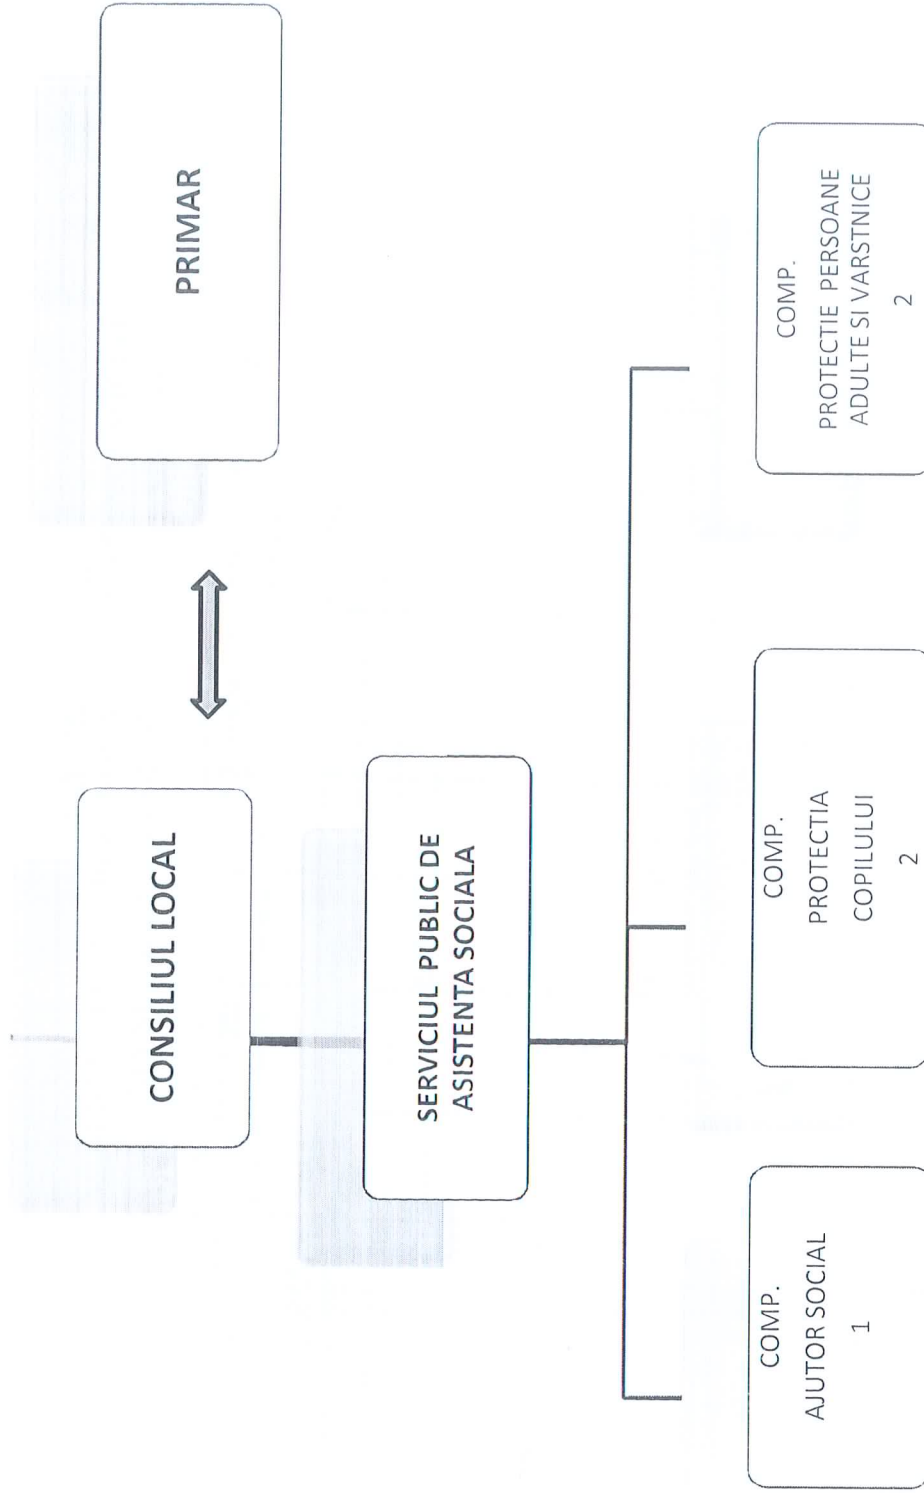 CONSILIUL LOCAL
PRIMAR
SERVICIUL PUBLIC DE
ASISTENTA SOCIALA
COMP.
AJUTOR SOCIAL
1
COMP.
PROTECTIA
COPILULUI
2
COMP.
PROTECTIE PERSOANE
ADULTE SI VARSTNICE
2